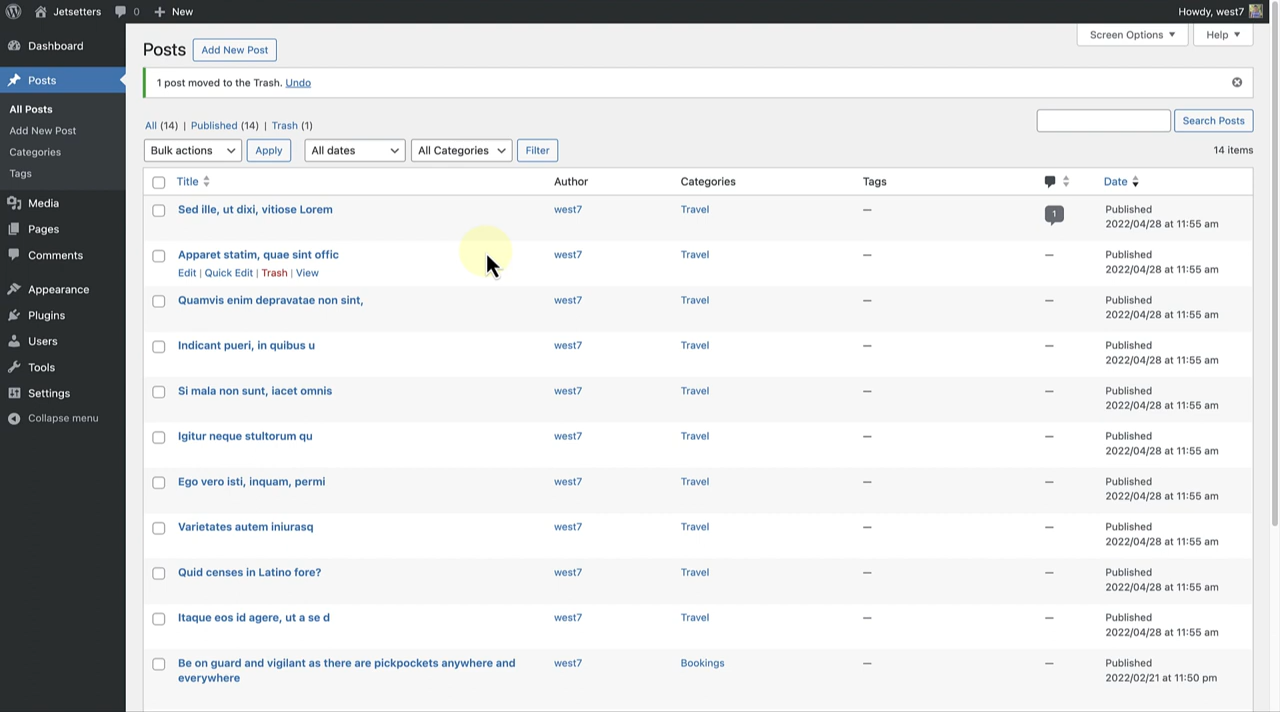 Jetsetters 0 New Howdy, west7
Dashboard
Posts
All Posts
Add New Post
Categories
Tags
Media
Pages
Comments
Appearance
Plugins
Users
Tools
Settings
Collapse menu
Screen Options Help
Posts Add New Post
1 post moved to the Trash. Undo
All (14) | Published (14) | Trash (1)
Search Posts
Bulk actions Apply All dates All Categories Filter 14 items
Title Author Categories Tags Date
Sed ille, ut dixi, vitiose Lorem west7 Travel — 1 Published
2022/04/28 at 11:55 am
Apparet statim, quae sint offic west7 Travel — — Published
Edit | Quick Edit | Trash | View 2022/04/28 at 11:55 am
Quamvis enim depravatae non sint, west7 Travel — — Published
2022/04/28 at 11:55 am
Indicant pueri, in quibus u west7 Travel — — Published
2022/04/28 at 11:55 am
Si mala non sunt, iacet omnis west7 Travel — — Published
2022/04/28 at 11:55 am
Igitur neque stultorum qu west7 Travel — — Published
2022/04/28 at 11:55 am
Ego vero isti, inquam, permi west7 Travel — — Published
2022/04/28 at 11:55 am
Varietates autem iniurasq west7 Travel — — Published
2022/04/28 at 11:55 am
Quid censes in Latino fore? west7 Travel — — Published
2022/04/28 at 11:55 am
Itaque eos id agere, ut a se d west7 Travel — — Published
2022/04/28 at 11:55 am
Be on guard and vigilant as there are pickpockets anywhere and west7 Bookings — — Published
everywhere 2022/02/21 at 11:50 pm